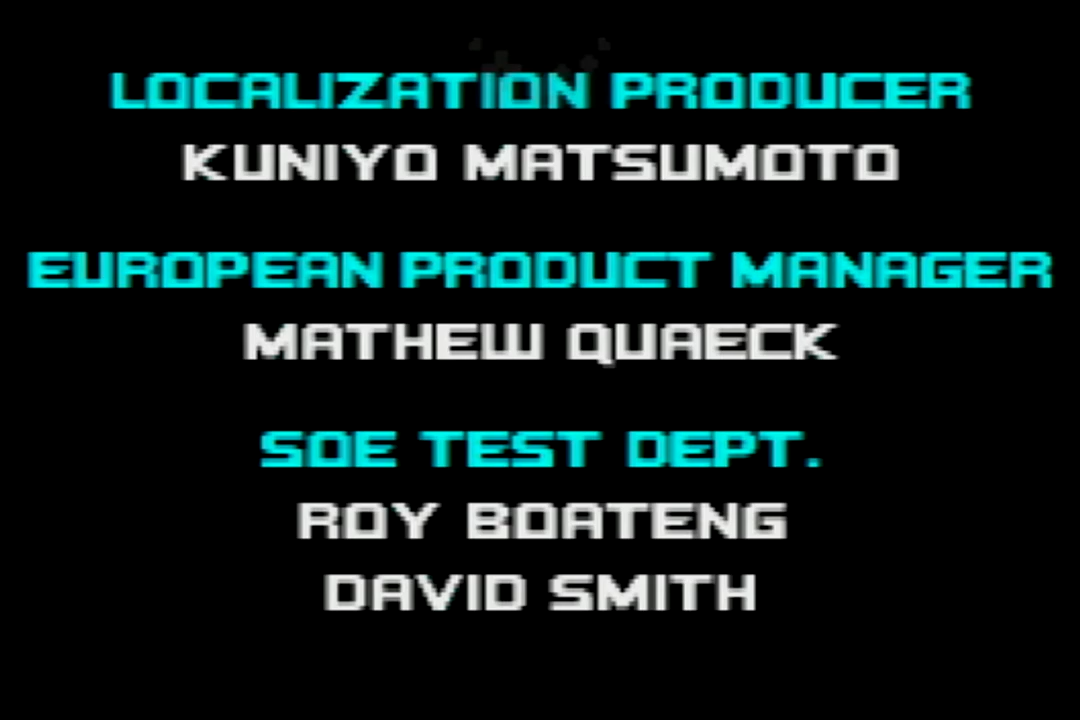 LOCALIZATION PRODUCER
KUNIYO MATSUMOTO
EUROPEAN PRODUCT MANAGER
MATHEW QUAECK
SOE TEST DEPT.
ROY BOATENG
DAVID SMITH